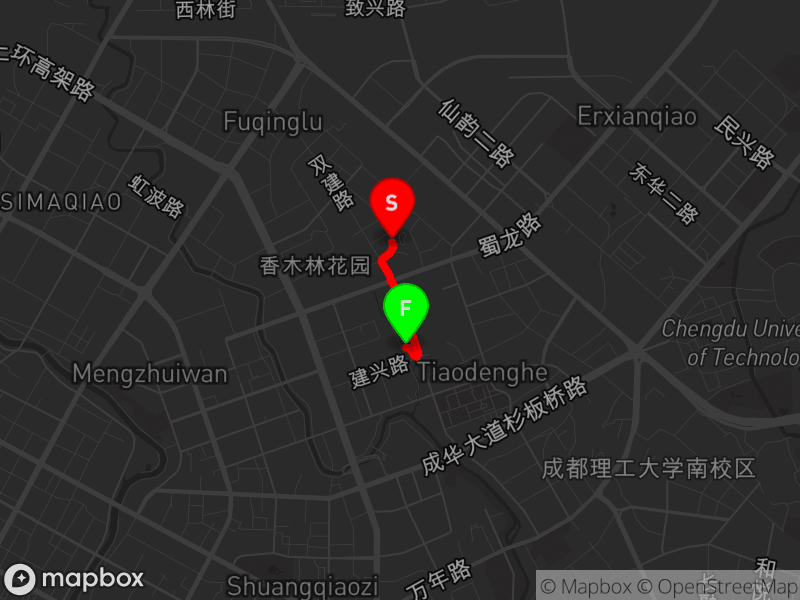 西林街
致兴路
二环高架路
Fuqinglu
仙韵二路
Erxianqiao
民兴路
双建路
虹波路
东华二路
SIMAQIAO
S
蜀龙路
香木林花园
F
Chengdu Unive
of Technolo
建兴路
Mengzhuiwan
Tiaodenghe
成华大道杉板桥路
成都理工大学南校区
万年路
Shuangqiaozi
mapbox
© Mapbox © OpenStreetMap